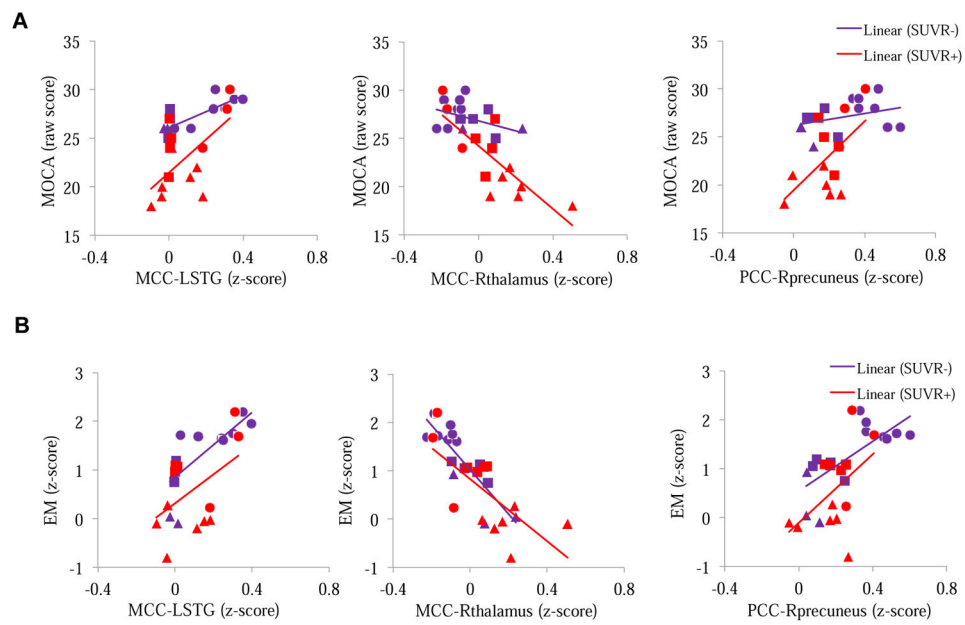 A
MOCA (raw score)
35
30
25
20
15
-0.4 0 0.4 0.8
MCC-LSTG (z-score)
MOCA (raw score)
35
30
25
20
15
-0.4 0 0.4 0.8
MCC-Rthalamus (z-score)
Linear (SUVR-)
Linear (SUVR+)
MOCA (raw score)
35
30
25
20
15
-0.4 0 0.4 0.8
PCC-Rprecuneus (z-score)
B
EM (z-score)
3
2
1
0
-1
-0.4 0 0.4 0.8
MCC-LSTG (z-score)
EM (z-score)
3
2
1
0
-1
-0.4 0 0.4 0.8
MCC-Rthalamus (z-score)
Linear (SUVR-)
Linear (SUVR+)
EM (z-score)
3
2
1
0
-1
-0.4 0 0.4 0.8
PCC-Rprecuneus (z-score)